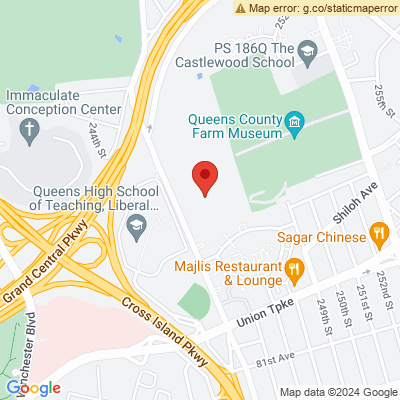 Map error: g.co/staticmaperror
252
PS 186Q The
Castlewood School
255th St
Immaculate
Conception Center
244th St
Queens County
Farm Museum
Queens High School
of Teaching, Liberal...
Shiloh Ave
Sagar Chinese
Grand Central Pkwy
Majlis Restaurant
& Lounge
Cross Island Pkwy
Union Tpke
249th St
250th St
251st St
252nd St
Winchester Blvd
81st Ave
Google
Map data ©2024 Google